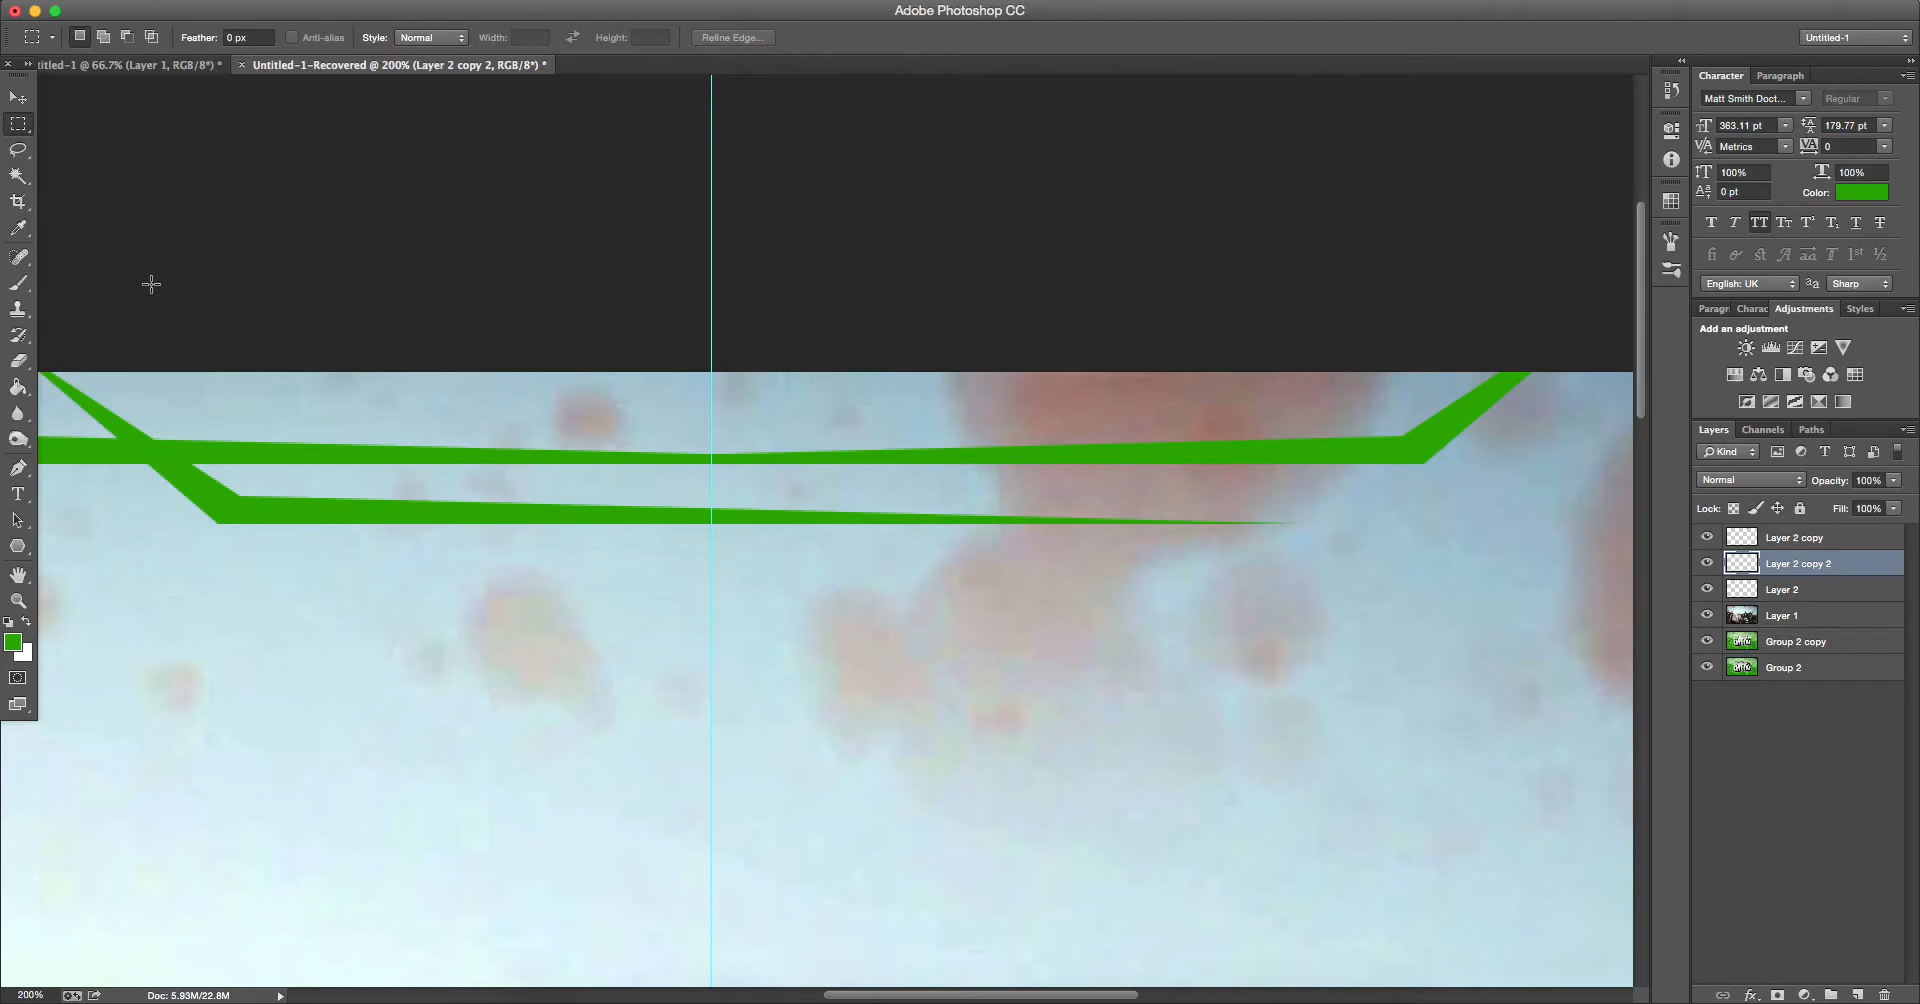 Adobe Photoshop CC
Feather: 0 px Anti-alias Style: Normal Width: Height: Refine Edge... Untitled-1
titled-1 @ 66.7% (Layer 1, RGB/8*) * Untitled-1-Recovered @ 200% (Layer 2 copy 2, RGB/8*) *
Character Paragraph
Matt Smith Doct... Regular
363.11 pt 179.77 pt
Metrics 0
100% 100%
0 pt Color:
English: UK Sharp
Paragr Charac Adjustments Styles
Add an adjustment
Layers Channels Paths
Kind
Normal Opacity: 100%
Lock: Fill: 100%
Layer 2 copy
Layer 2 copy 2
Layer 2
Layer 1
Group 2 copy
Group 2
200% Doc: 5.93M/22.8M